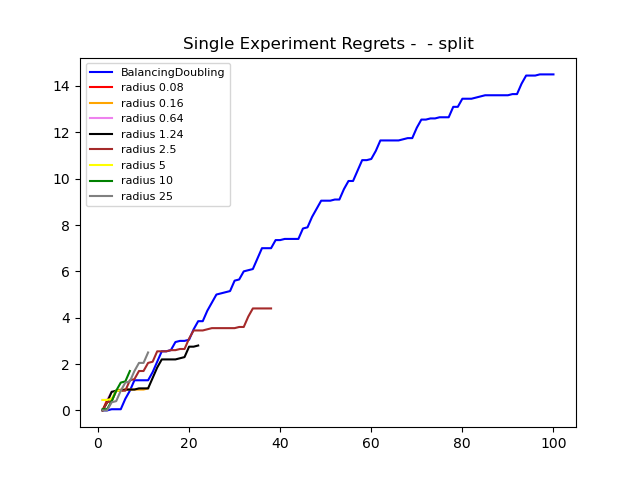 Single Experiment Regrets -  - split
BalancingDoubling
radius 0.08
radius 0.16
radius 0.64
radius 1.24
radius 2.5
radius 5
radius 10
radius 25
14
12
10
8
6
4
2
0
0 20 40 60 80 100